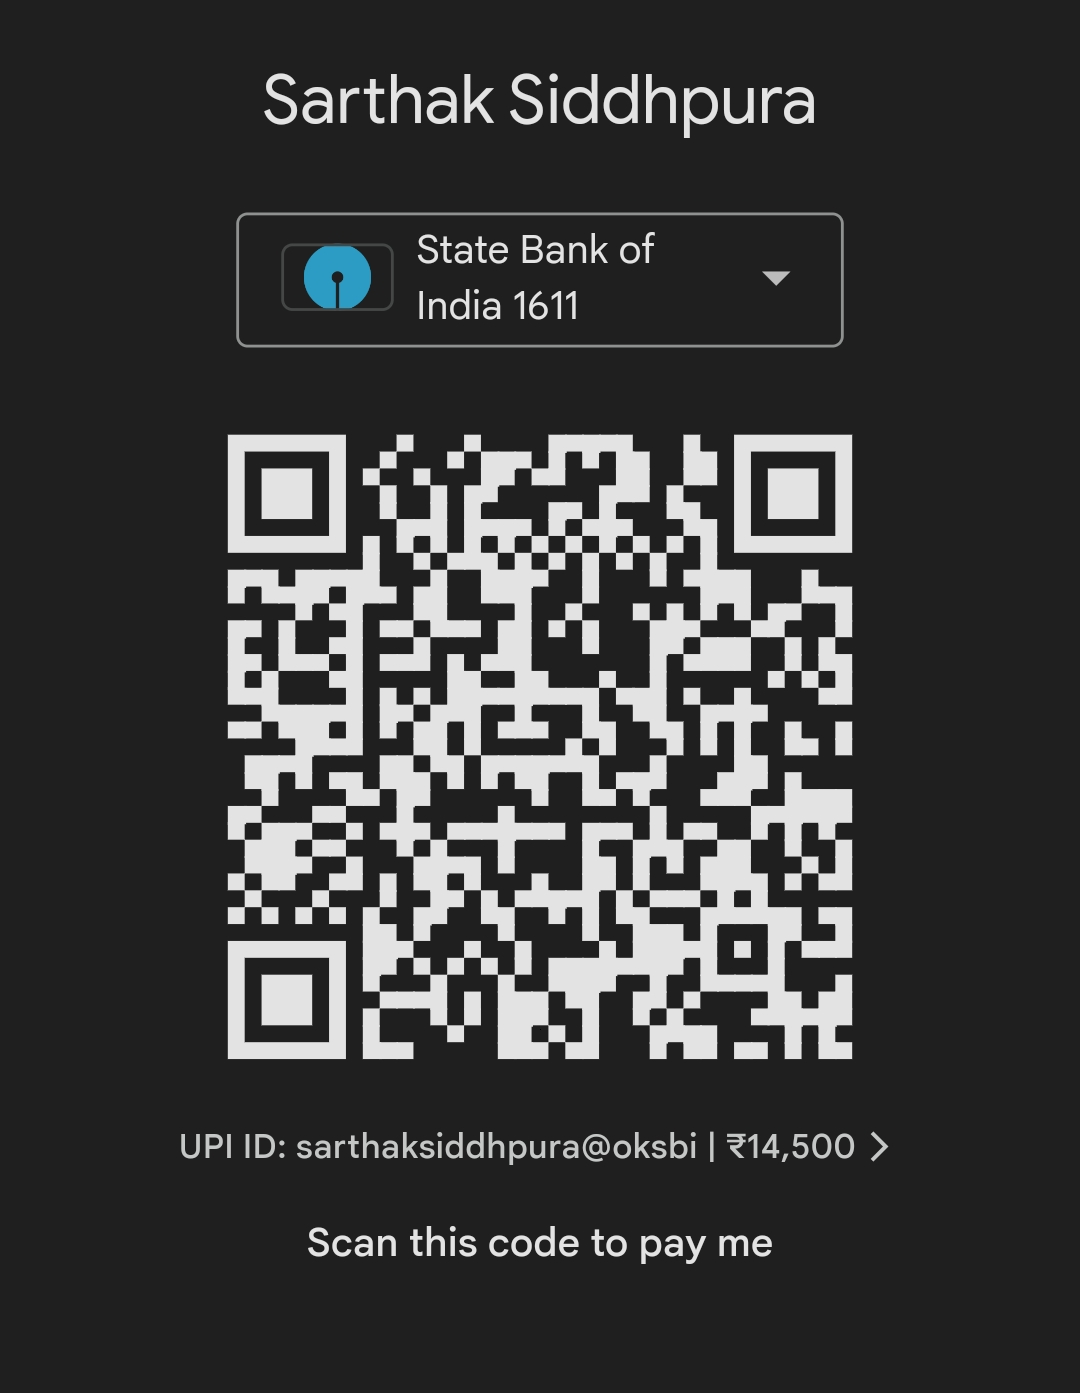 Sarthak Siddhpura
State Bank of
India 1611
UPI ID: sarthaksiddhpura@oksbi | ₹14,500
Scan this code to pay me